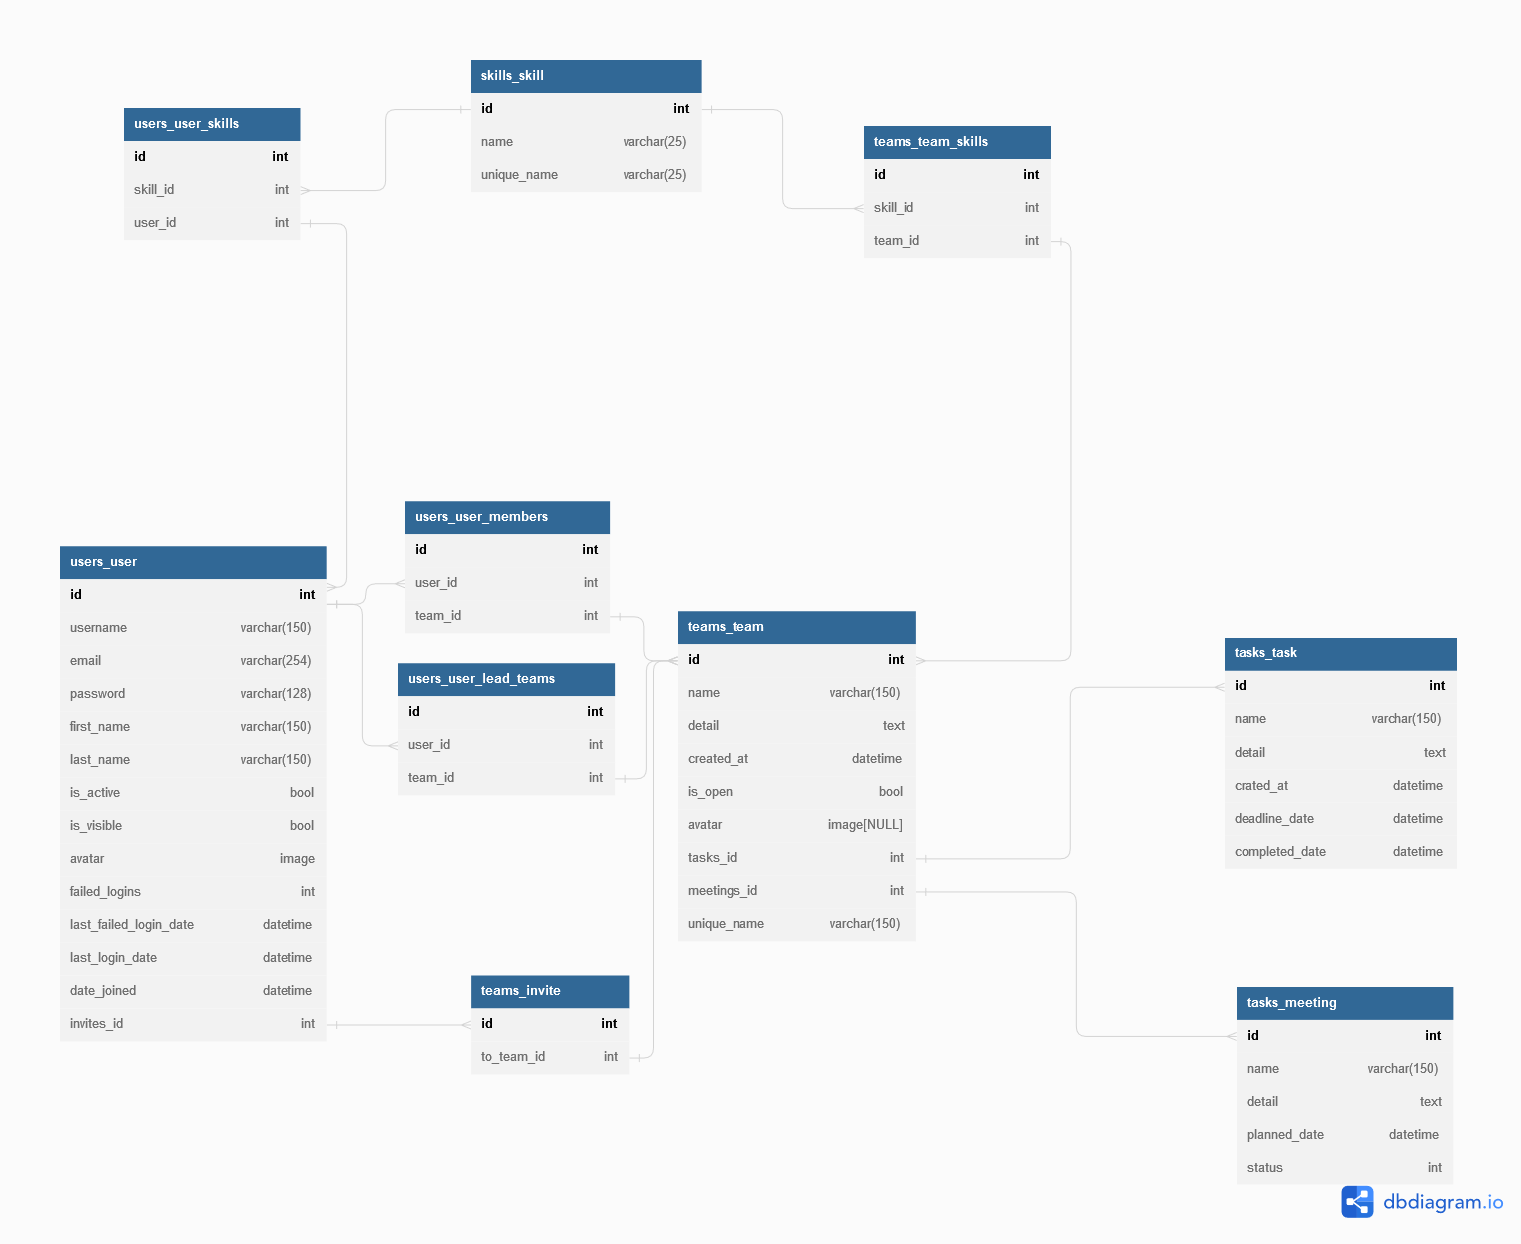 skills_skill
id int
name varchar(25)
unique_name varchar(25)
users_user_skills
id int
skill_id int
user_id int
teams_team_skills
id int
skill_id int
team_id int
users_user_members
id int
user_id int
team_id int
users_user
id int
username varchar(150)
email varchar(254)
password varchar(128)
first_name varchar(150)
last_name varchar(150)
is_active bool
is_visible bool
avatar image
failed_logins int
last_failed_login_date datetime
last_login_date datetime
date_joined datetime
invites_id int
users_user_lead_teams
id int
user_id int
team_id int
teams_team
id int
name varchar(150)
detail text
created_at datetime
is_open bool
avatar image[NULL]
tasks_id int
meetings_id int
unique_name varchar(150)
tasks_task
id int
name varchar(150)
detail text
crated_at datetime
deadline_date datetime
completed_date datetime
teams_invite
id int
to_team_id int
tasks_meeting
id int
name varchar(150)
detail text
planned_date datetime
status int
dbdiagram.io